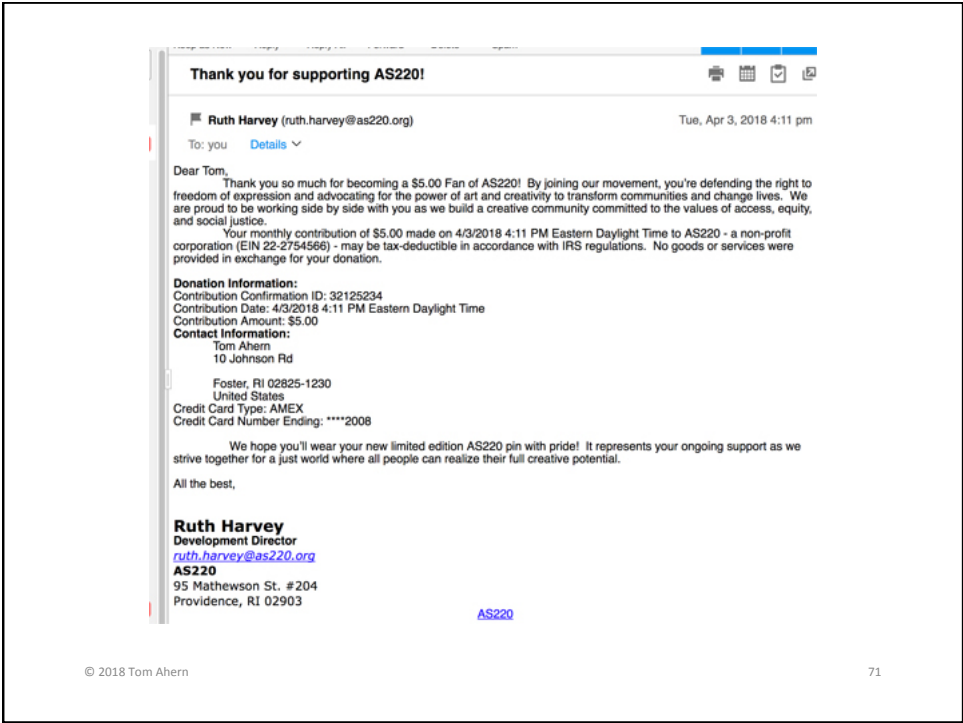 Thank you for supporting AS220!
Ruth Harvey (ruth.harvey@as220.org)
Tue, Apr 3, 2018 4:11 pm
To: you Details
Dear Tom,
Thank you so much for becoming a $5.00 Fan of AS220! By joining our movement, you're defending the right to
freedom of expression and advocating for the power of art and creativity to transform communities and change lives. We
are proud to be working side by side with you as we build a creative community committed to the values of access, equity,
and social justice.
Your monthly contribution of $5.00 made on 4/3/2018 4:11 PM Eastern Daylight Time to AS220 - a non-profit
corporation (EIN 22-2754566) - may be tax-deductible in accordance with IRS regulations. No goods or services were
provided in exchange for your donation.
Donation Information:
Contribution Confirmation ID: 32125234
Contribution Date: 4/3/2018 4:11 PM Eastern Daylight Time
Contribution Amount: $5.00
Contact Information:
Tom Ahern
10 Johnson Rd
Foster, RI 02825-1230
United States
Credit Card Type: AMEX
Credit Card Number Ending: ****2008
We hope you'll wear your new limited edition AS220 pin with pride! It represents your ongoing support as we
strive together for a just world where all people can realize their full creative potential.
All the best,
Ruth Harvey
Development Director
ruth.harvey@as220.org
AS220
95 Mathewson St. #204
Providence, RI 02903
AS220
© 2018 Tom Ahern
71